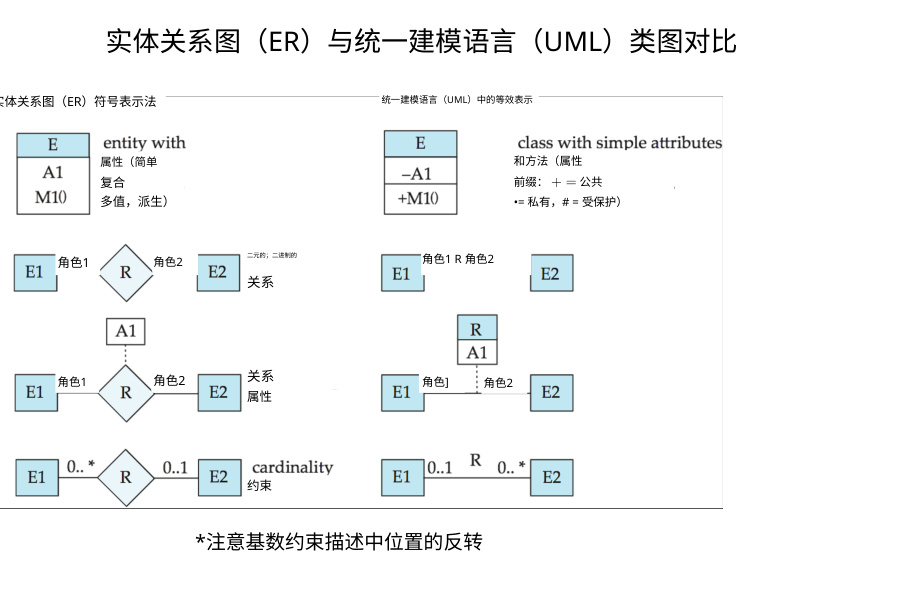 实体关系图（ER）与统一建模语言（UML）类图对比
实体关系图（ER）符号表示法
统一建模语言（UML）中的等效表示
E
A1
M1()
entity with
属性（简单
复合
多值，派生）
E
–A1
+M1()
class with simple attributes
和方法（属性
前缀： ＋＝公共
•= 私有，# = 受保护）
E1 角色1 R 角色2 E2
二元的；二进制的
关系
E1 角色1 R 角色2 E2
A1
E1 角色1 R 角色2 E2
关系
属性
R
A1
E1 角色] 角色2 E2
E1 0.. * R 0..1 E2
cardinality
约束
E1 0..1 R 0.. * E2
*注意基数约束描述中位置的反转